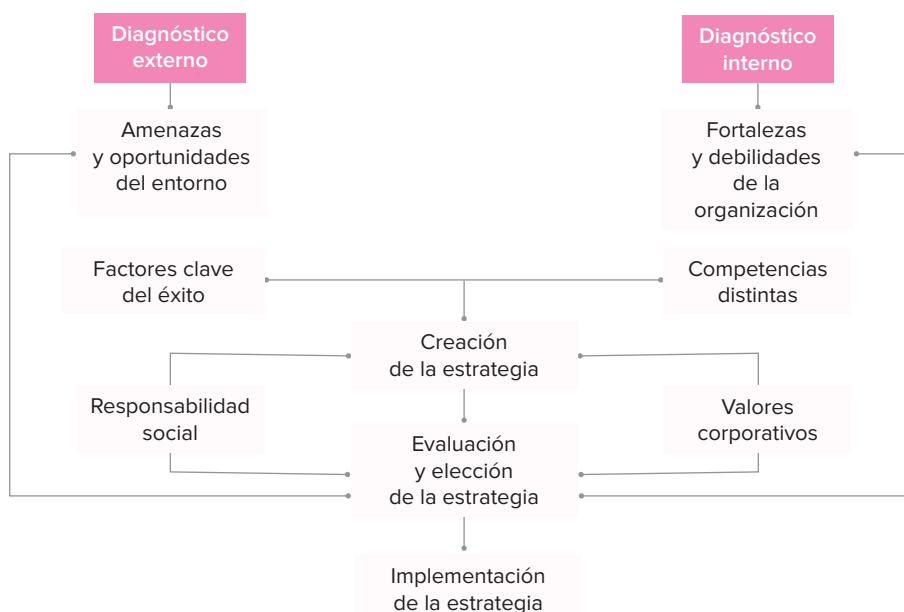 Diagnóstico
externo
Diagnóstico
interno
Amenazas
y oportunidades
del entorno
Fortalezas
y debilidades
de la
organización
Factores clave
del éxito
Competencias
distintas
Creación
de la estrategia
Responsabilidad
social
Valores
corporativos
Evaluación
y elección
de la estrategia
Implementación
de la estrategia